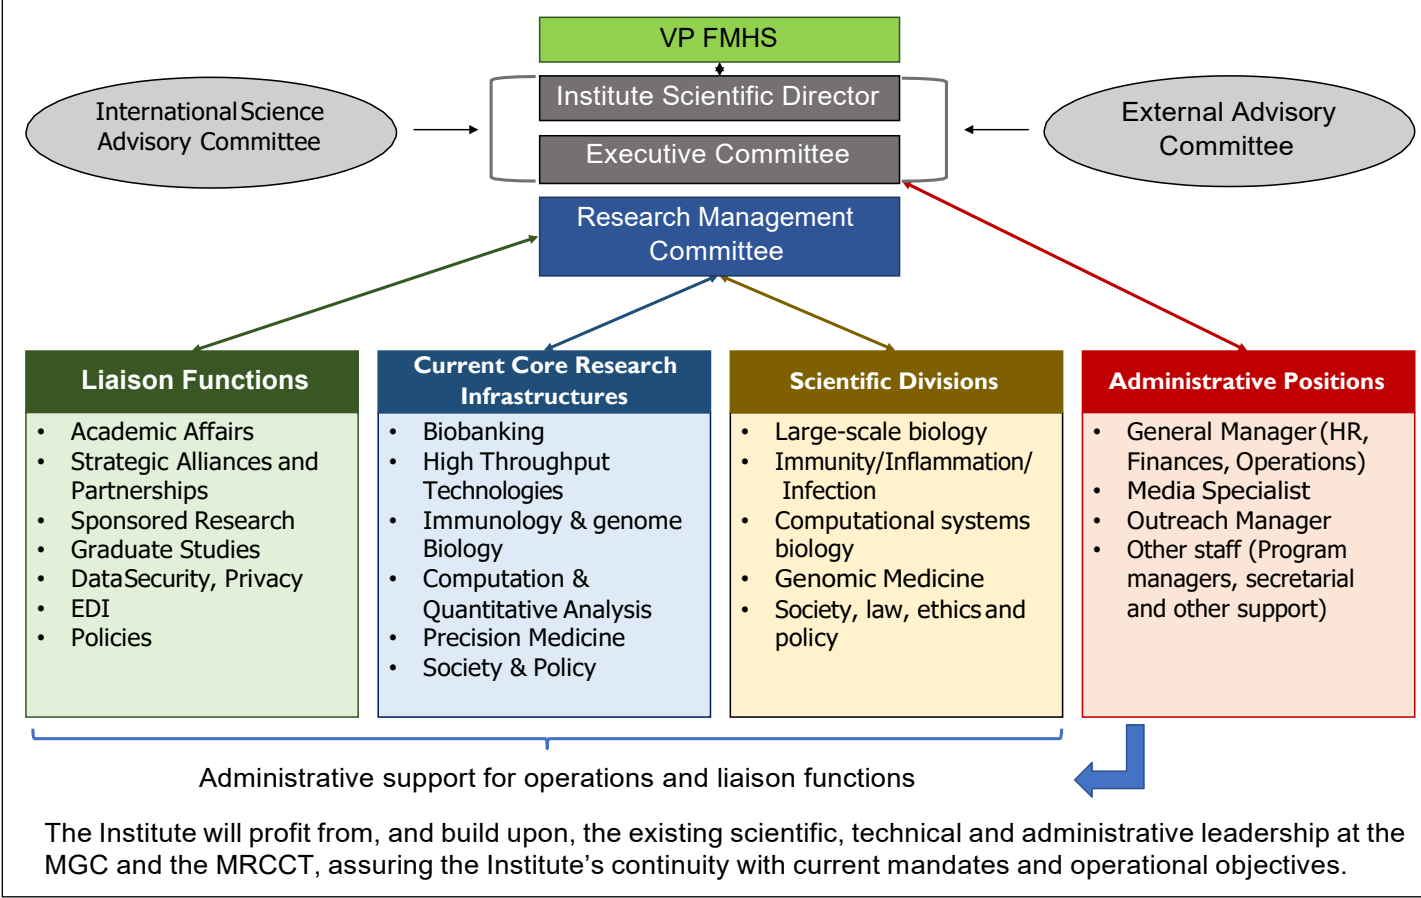 VP FMHS
International Science
Advisory Committee
Institute Scientific Director
Executive Committee
External Advisory
Committee
Research Management
Committee
Liaison Functions
• Academic Affairs
• Strategic Alliances and
Partnerships
• Sponsored Research
• Graduate Studies
• DataSecurity, Privacy
• EDI
• Policies
Current Core Research
Infrastructures
• Biobanking
• High Throughput
Technologies
• Immunology & genome
Biology
• Computation &
Quantitative Analysis
• Precision Medicine
• Society & Policy
Scientific Divisions
• Large-scale biology
• Immunity/Inflammation/
Infection
• Computational systems
biology
• Genomic Medicine
• Society, law, ethics and
policy
Administrative Positions
• General Manager (HR,
Finances, Operations)
• Media Specialist
• Outreach Manager
• Other staff (Program
managers, secretarial
and other support)
Administrative support for operations and liaison functions
The Institute will profit from, and build upon, the existing scientific, technical and administrative leadership at the
MGC and the MRCCT, assuring the Institute’s continuity with current mandates and operational objectives.